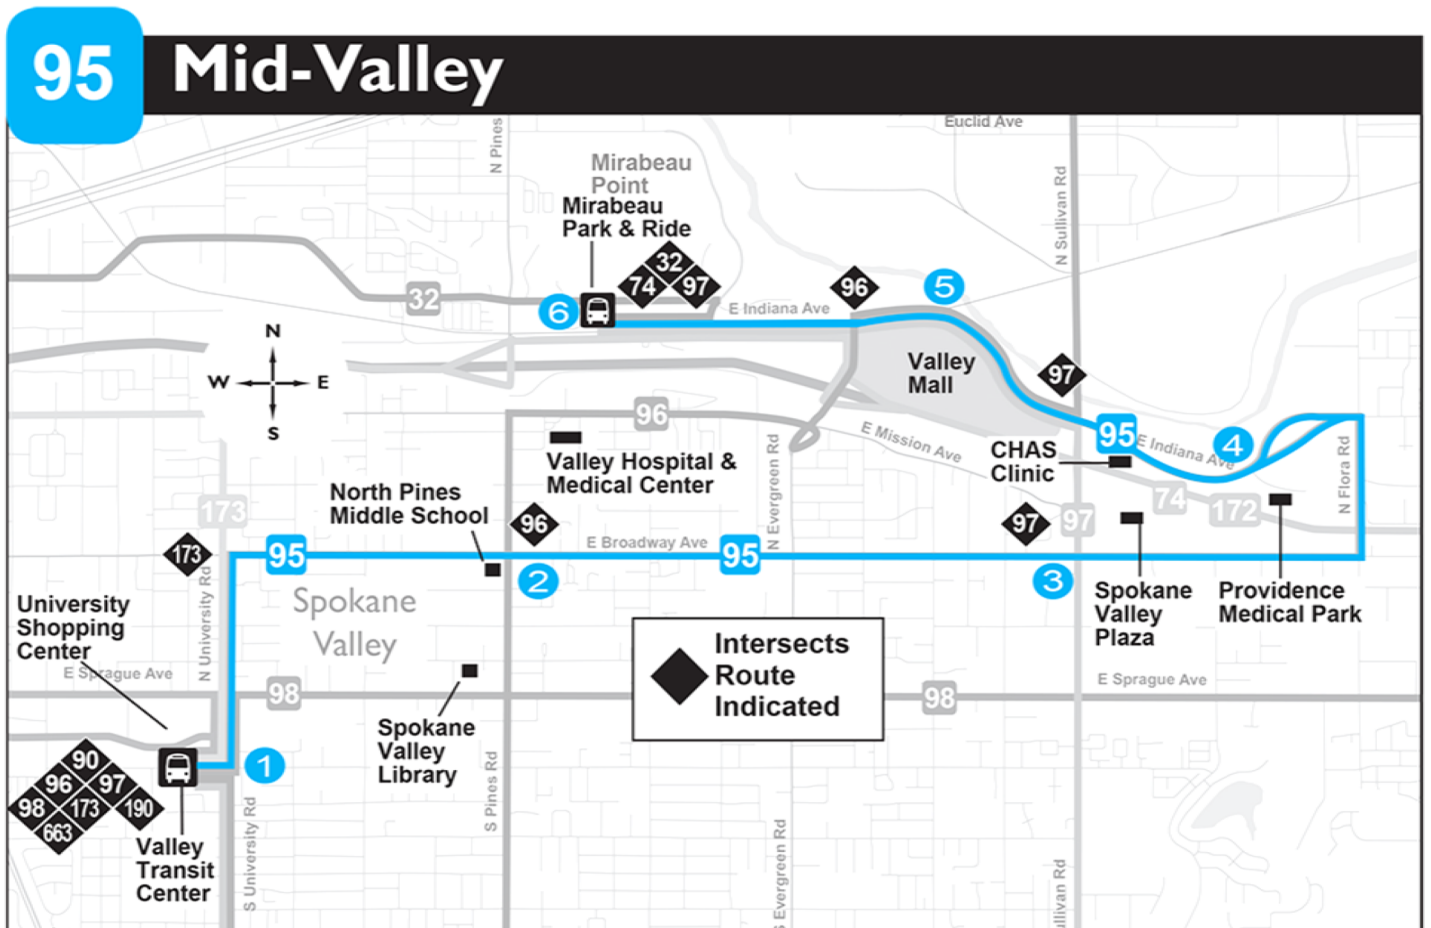 95 Mid-Valley
Euclid Ave
N Pines
Mirabeau
Point
Mirabeau
Park & Ride
N Sullivan Rd
32
74
97
96
5
32
6
E Indiana Ave
N
W
E
S
Valley
Mall
97
96
95
E Indiana Ave
4
E Mission Ave
CHAS
Clinic
N Flora Rd
Valley Hospital &
Medical Center
N Evergreen Rd
North Pines
Middle School
173
96
97
97
74
172
173
95
E Broadway Ave
95
2
3
N University Rd
Spokane
Valley
University
Shopping
Center
E Sprague Ave
98
Spokane
Valley
Plaza
Providence
Medical Park
Intersects
Route
Indicated
E Sprague Ave
98
Spokane
Valley
Library
1
90
96
97
98
173
190
663
Valley
Transit
Center
S University Rd
S Pines Rd
S Evergreen Rd
ullivan Rd